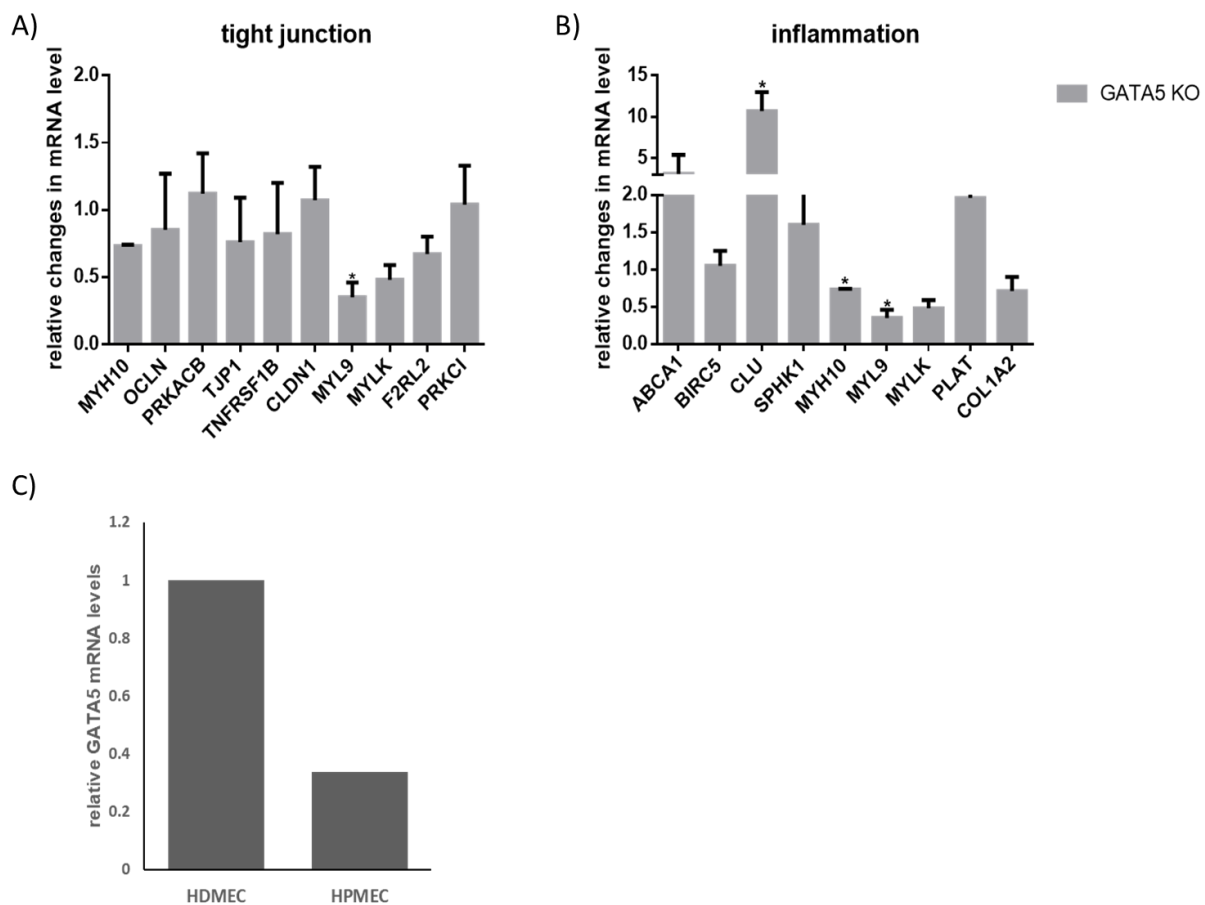 A)
tight junction
relative changes in mRNA level
2.0
1.5
1.0
0.5
0.0
MYH10
OCLN
PRKACB
TJP1
TNFRSF1B
CLDN1
MYL9
MYLK
F2RL2
PRKCI
*
B)
inflammation
relative changes in mRNA level
15
10
5
2.0
1.5
1.0
0.5
0.0
ABCA1
BIRC5
CLU
SPHK1
MYH10
MYL9
MYLK
PLAT
COL1A2
*
*
*
GATA5 KO
C)
relative GATA5 mRNA levels
1.2
1
0.8
0.6
0.4
0.2
0
HDMEC
HPMEC